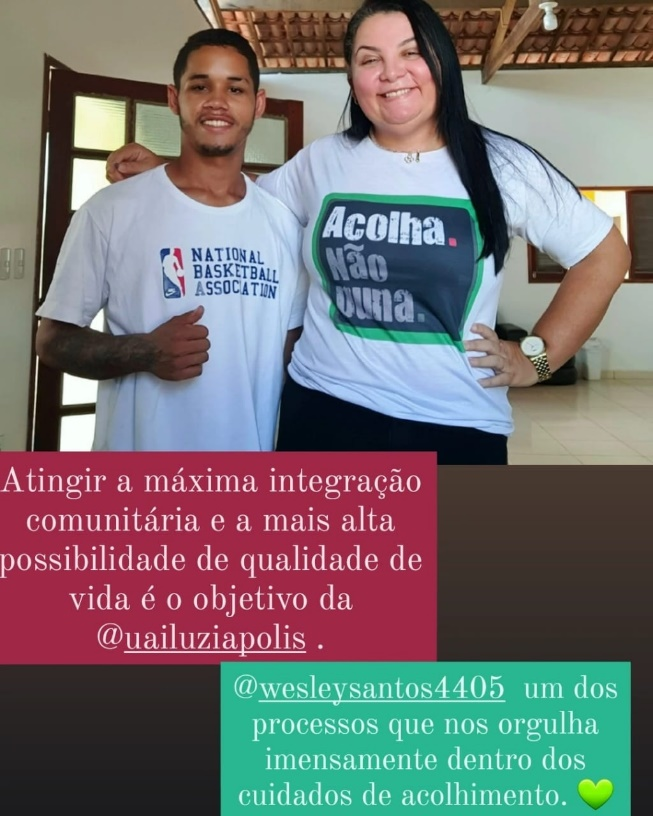 NATIONAL
BASKETBALL
ASSOCIATION
Acolha.
Não
puna.
Atingir a máxima integração
comunitária e a mais alta
possibilidade de qualidade de
vida é o objetivo da
@uailuziapolis .
@wesleysantos4405 um dos
processos que nos orgulha
imensamente dentro dos
cuidados de acolhimento. 💚